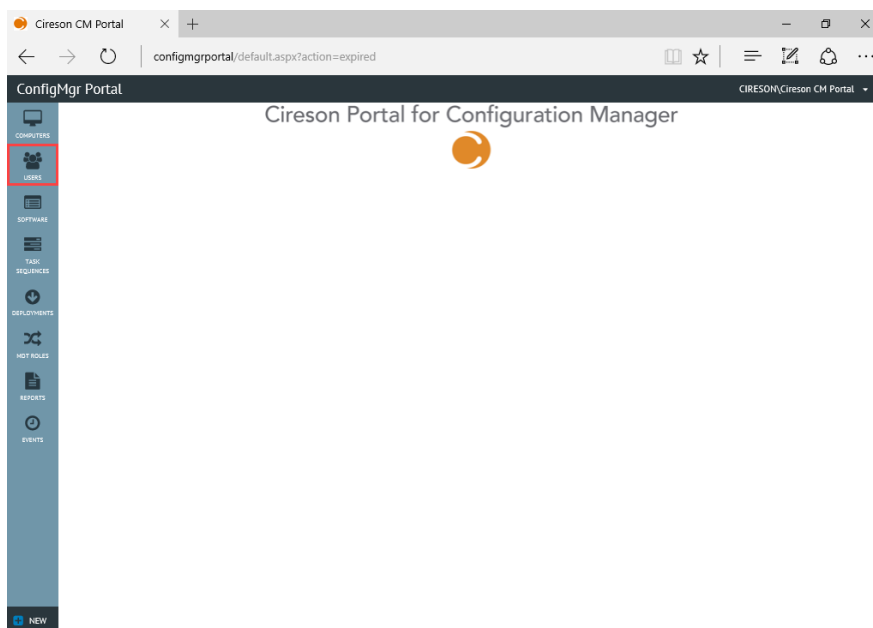 Cireson CM Portal
configmgrportal/default.aspx?action=expired
ConfigMgr Portal
CIRESON\Cireson CM Portal
Cireson Portal for Configuration Manager
COMPUTERS
USERS
SOFTWARE
TASK
SEQUENCES
DEPLOYMENTS
MDT ROLES
REPORTS
EVENTS
NEW